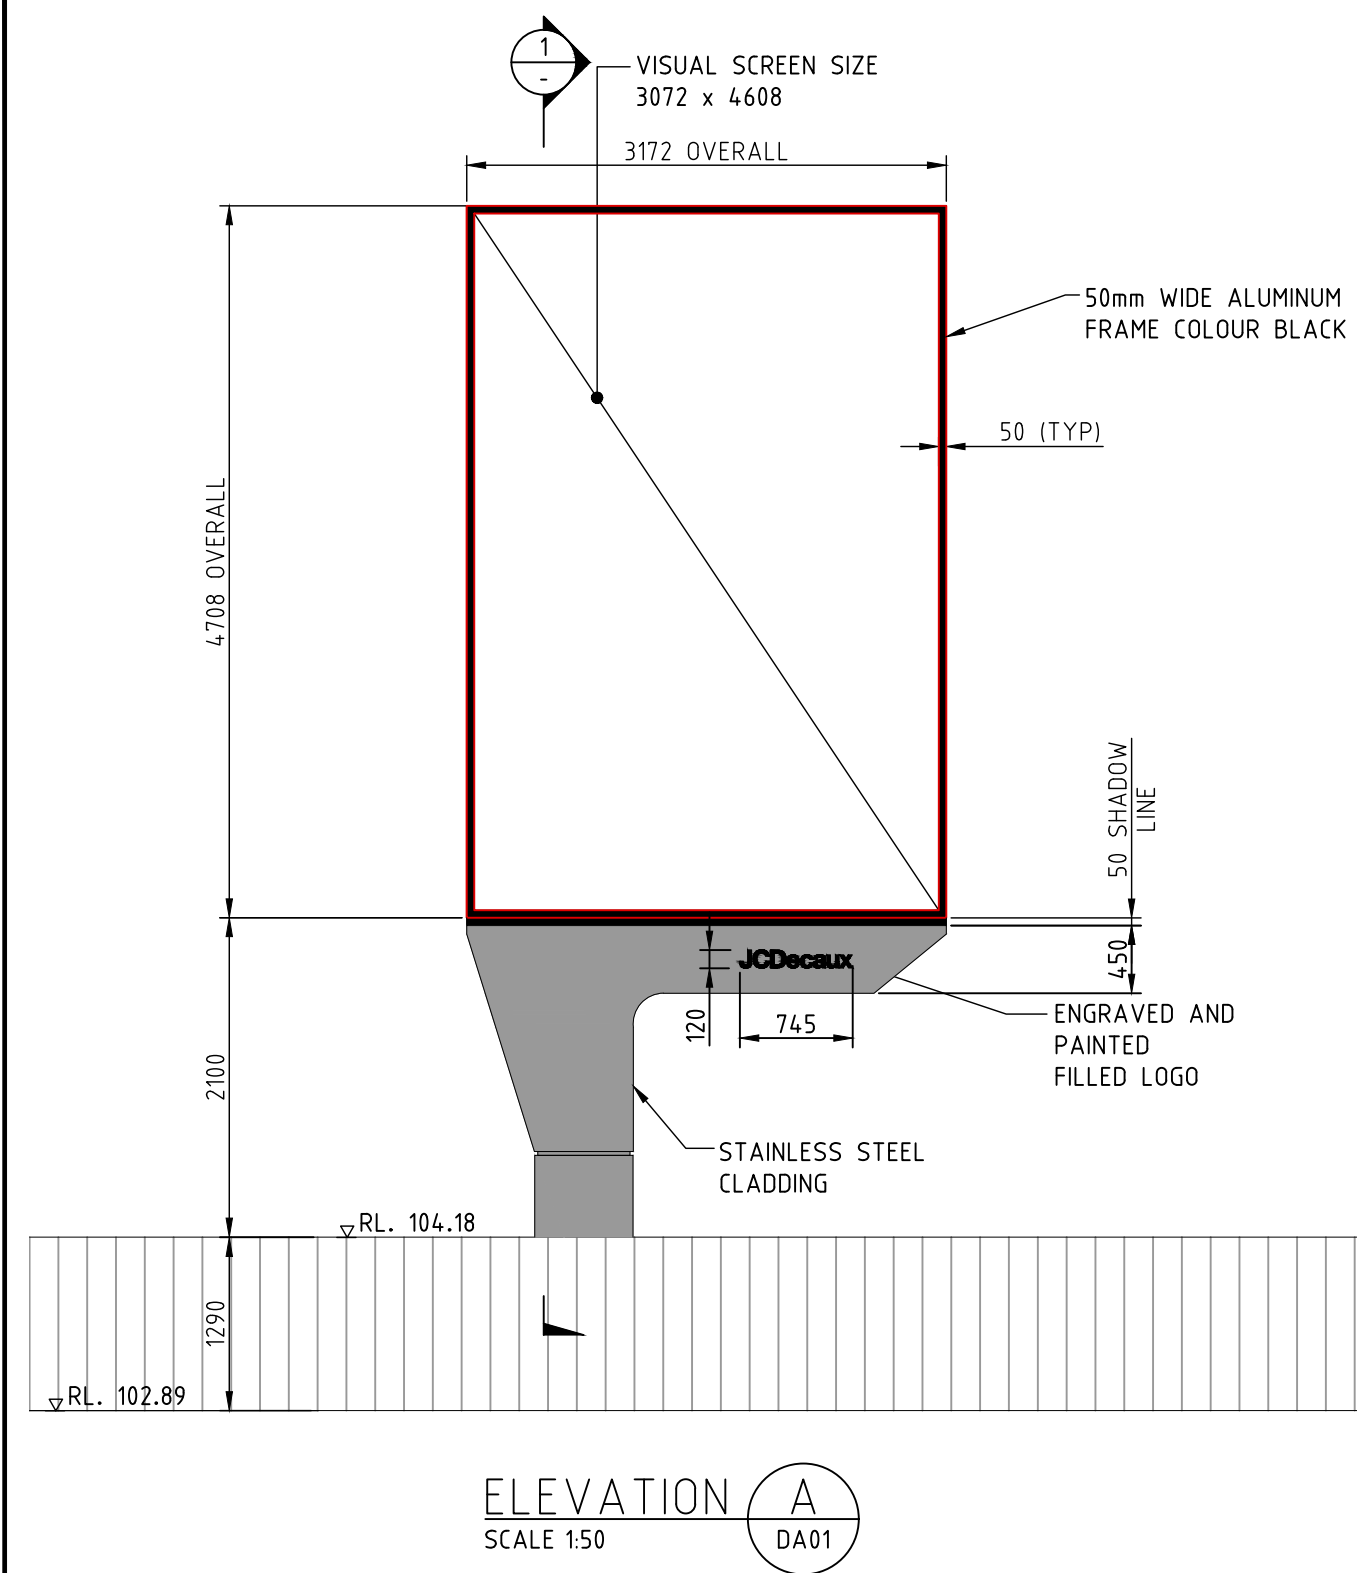 1
-
VISUAL SCREEN SIZE
3072 x 4608
3172 OVERALL
50mm WIDE ALUMINUM
FRAME COLOUR BLACK
50 (TYP)
4708 OVERALL
50 SHADOW
LINE
JCDecaux
450
120
745
ENGRAVED AND
PAINTED
FILLED LOGO
2100
STAINLESS STEEL
CLADDING
RL. 104.18
1290
RL. 102.89
ELEVATION
SCALE 1:50
A
DA01